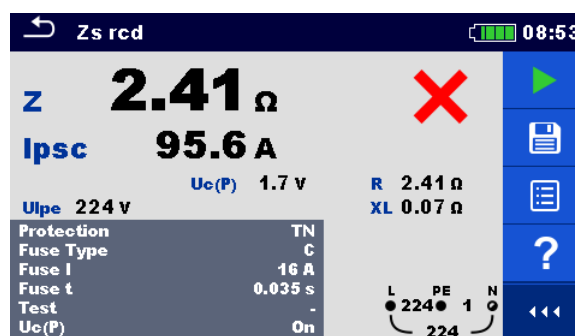 Zs rcd 08:53
Z 2.41 Ω
Ipsc 95.6 A
Uc(P) 1.7 V R 2.41 Ω
Ulpe 224 V XL 0.07 Ω
Protection TN
Fuse Type C
Fuse I 16 A
Fuse t 0.035 s
Test -
Uc(P) On
L PE N
224 1
224
?